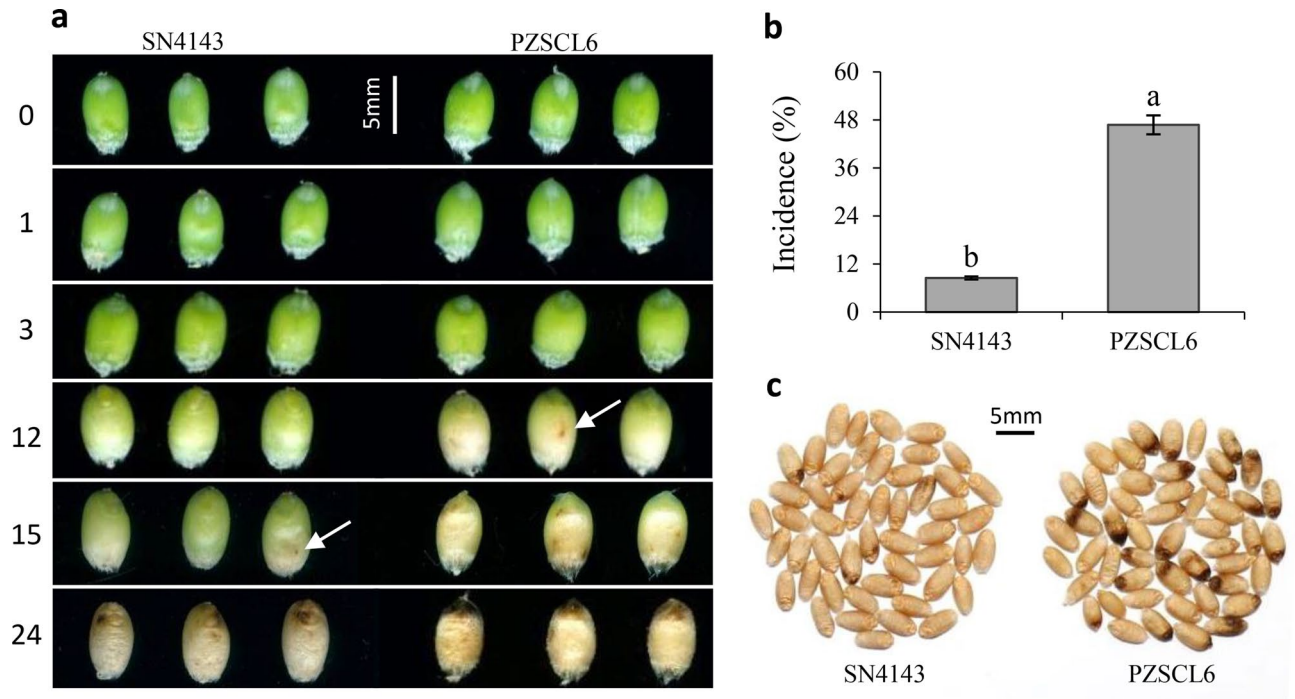 a
SN4143
PZSCL6
0
5mm
1
3
12
15
24
b
Incidence (%)
60
48
36
24
12
0
b
a
SN4143
PZSCL6
c
5mm
SN4143
PZSCL6